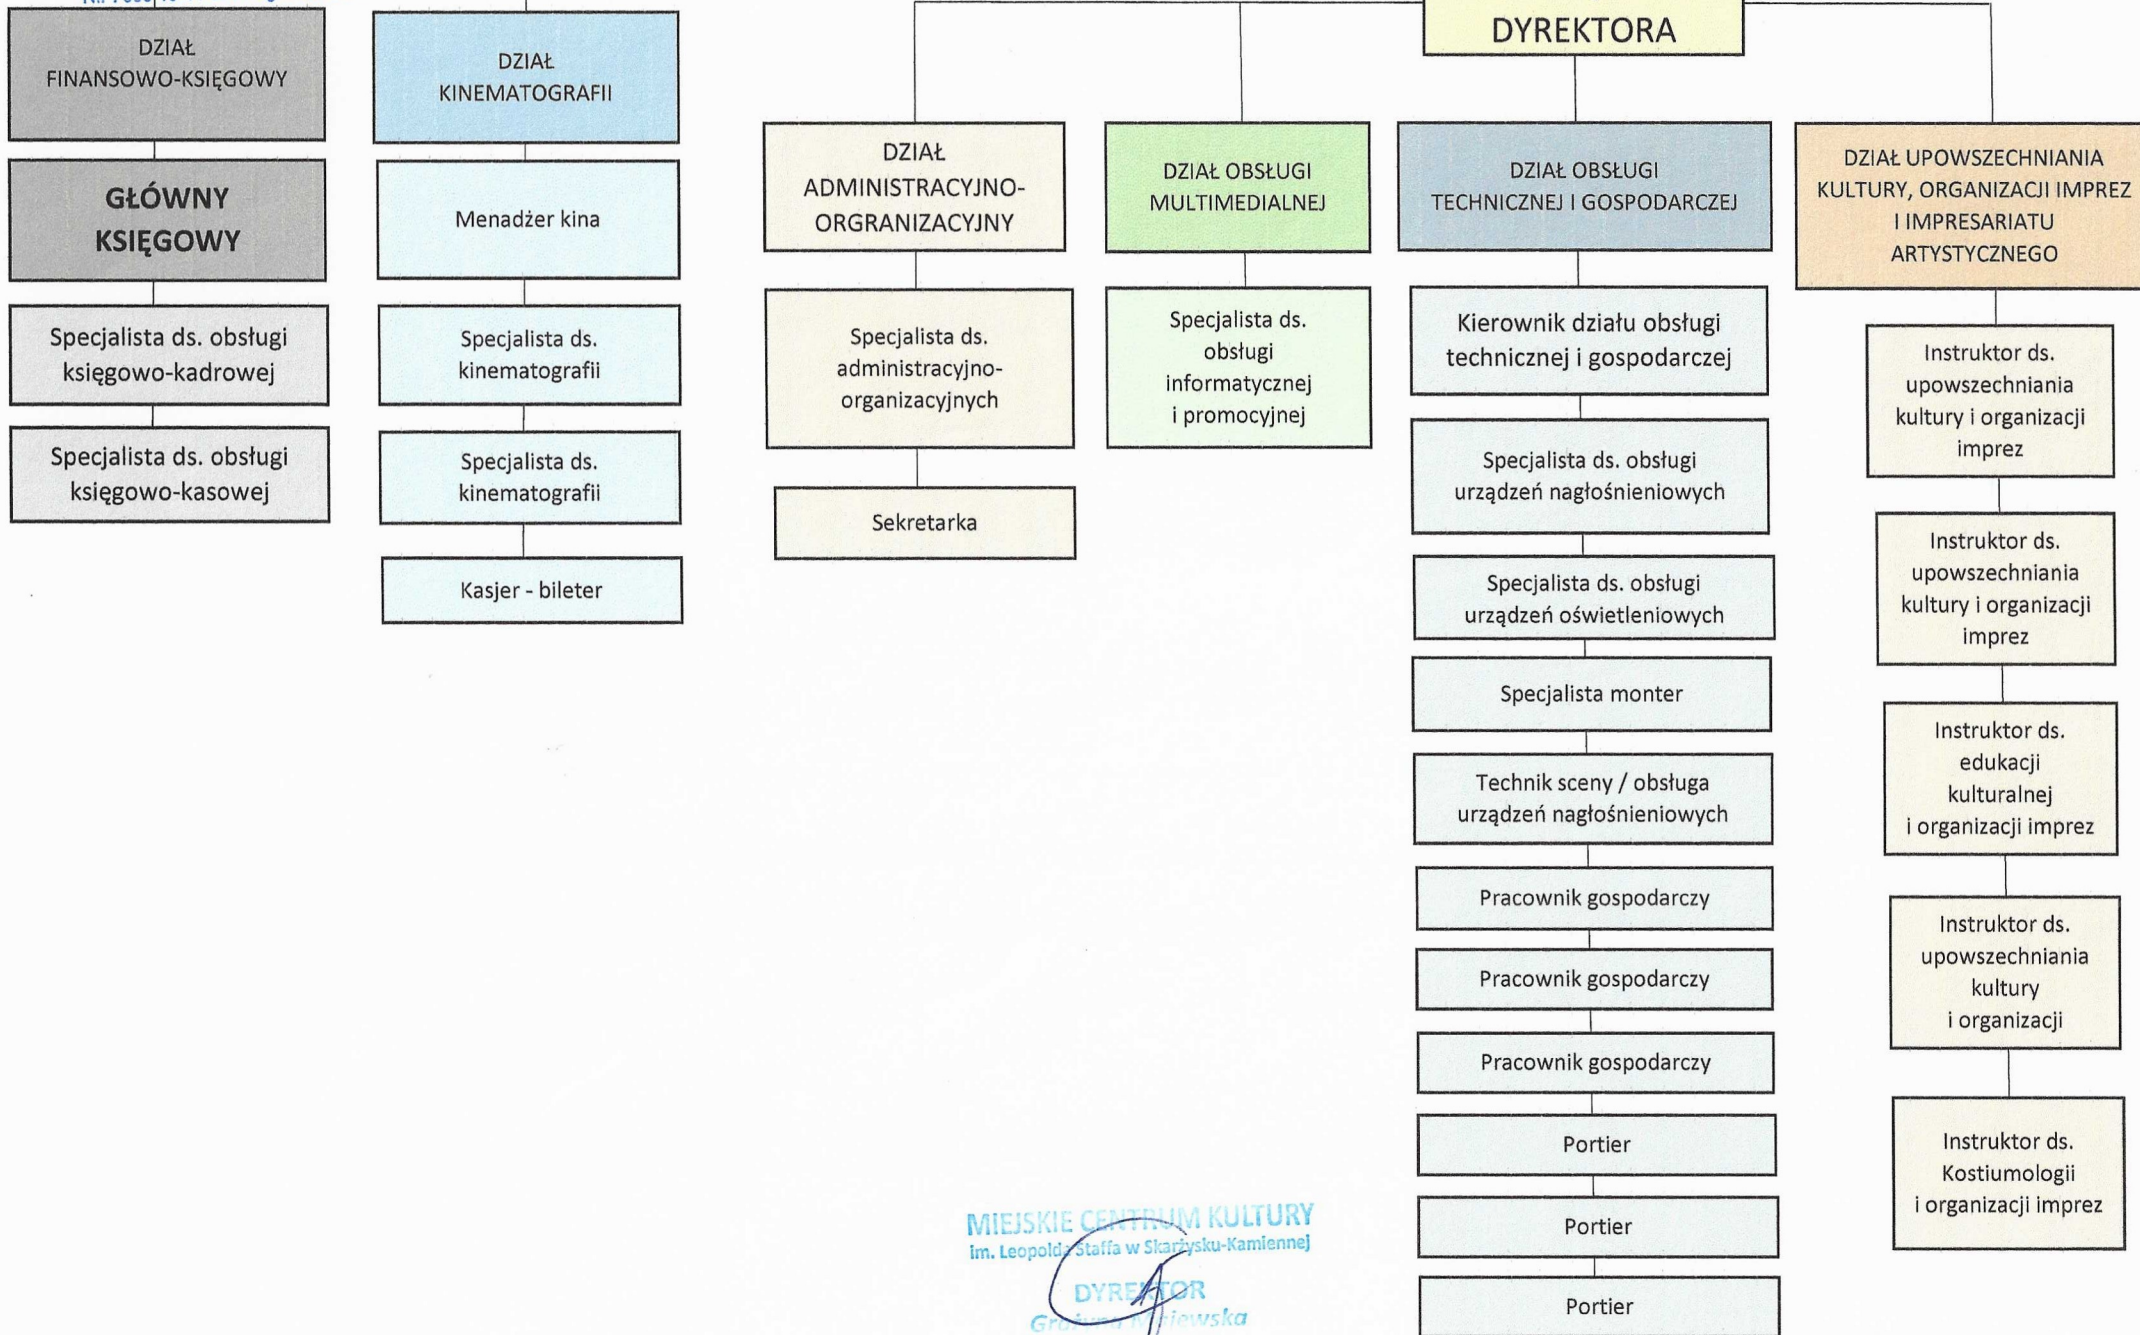 DZIAŁ
FINANSOWO-KSIĘGOWY
GŁÓWNY
KSIĘGOWY
Specjalista ds. obsługi
księgowo-kadrowej
Specjalista ds. obsługi
księgowo-kasowej
DZIAŁ
KINEMATOGRAFII
Menadżer kina
Specjalista ds.
kinematografii
Specjalista ds.
kinematografii
Kasjer - bileter
DYREKTORA
DZIAŁ
ADMINISTRACYJNO-
ORGRANIZACYJNY
Specjalista ds.
administracyjno-
organizacyjnych
Sekretarka
DZIAŁ OBSŁUGI
MULTIMEDIALNEJ
Specjalista ds.
obsługi
informatycznej
i promocyjnej
DZIAŁ OBSŁUGI
TECHNICZNEJ I GOSPODARCZEJ
Kierownik działu obsługi
technicznej i gospodarczej
Specjalista ds. obsługi
urządzeń nagłośnieniowych
Specjalista ds. obsługi
urządzeń oświetleniowych
Specjalista monter
Technik sceny / obsługa
urządzeń nagłośnieniowych
Pracownik gospodarczy
Pracownik gospodarczy
Pracownik gospodarczy
Portier
Portier
Portier
DZIAŁ UPOWSZECHNIANIA
KULTURY, ORGANIZACJI IMPREZ
I IMPRESARIATU
ARTYSTYCZNEGO
Instruktor ds.
upowszechniania
kultury i organizacji
imprez
Instruktor ds.
upowszechniania
kultury i organizacji
imprez
Instruktor ds.
edukacji
kulturalnej
i organizacji imprez
Instruktor ds.
upowszechniania
kultury
i organizacji
Instruktor ds.
Kostiumologii
i organizacji imprez
MIEJSKIE CENTRUM KULTURY
im. Leopolda Staffa w Skarżysku-Kamiennej
DYREKTOR
Grażyna